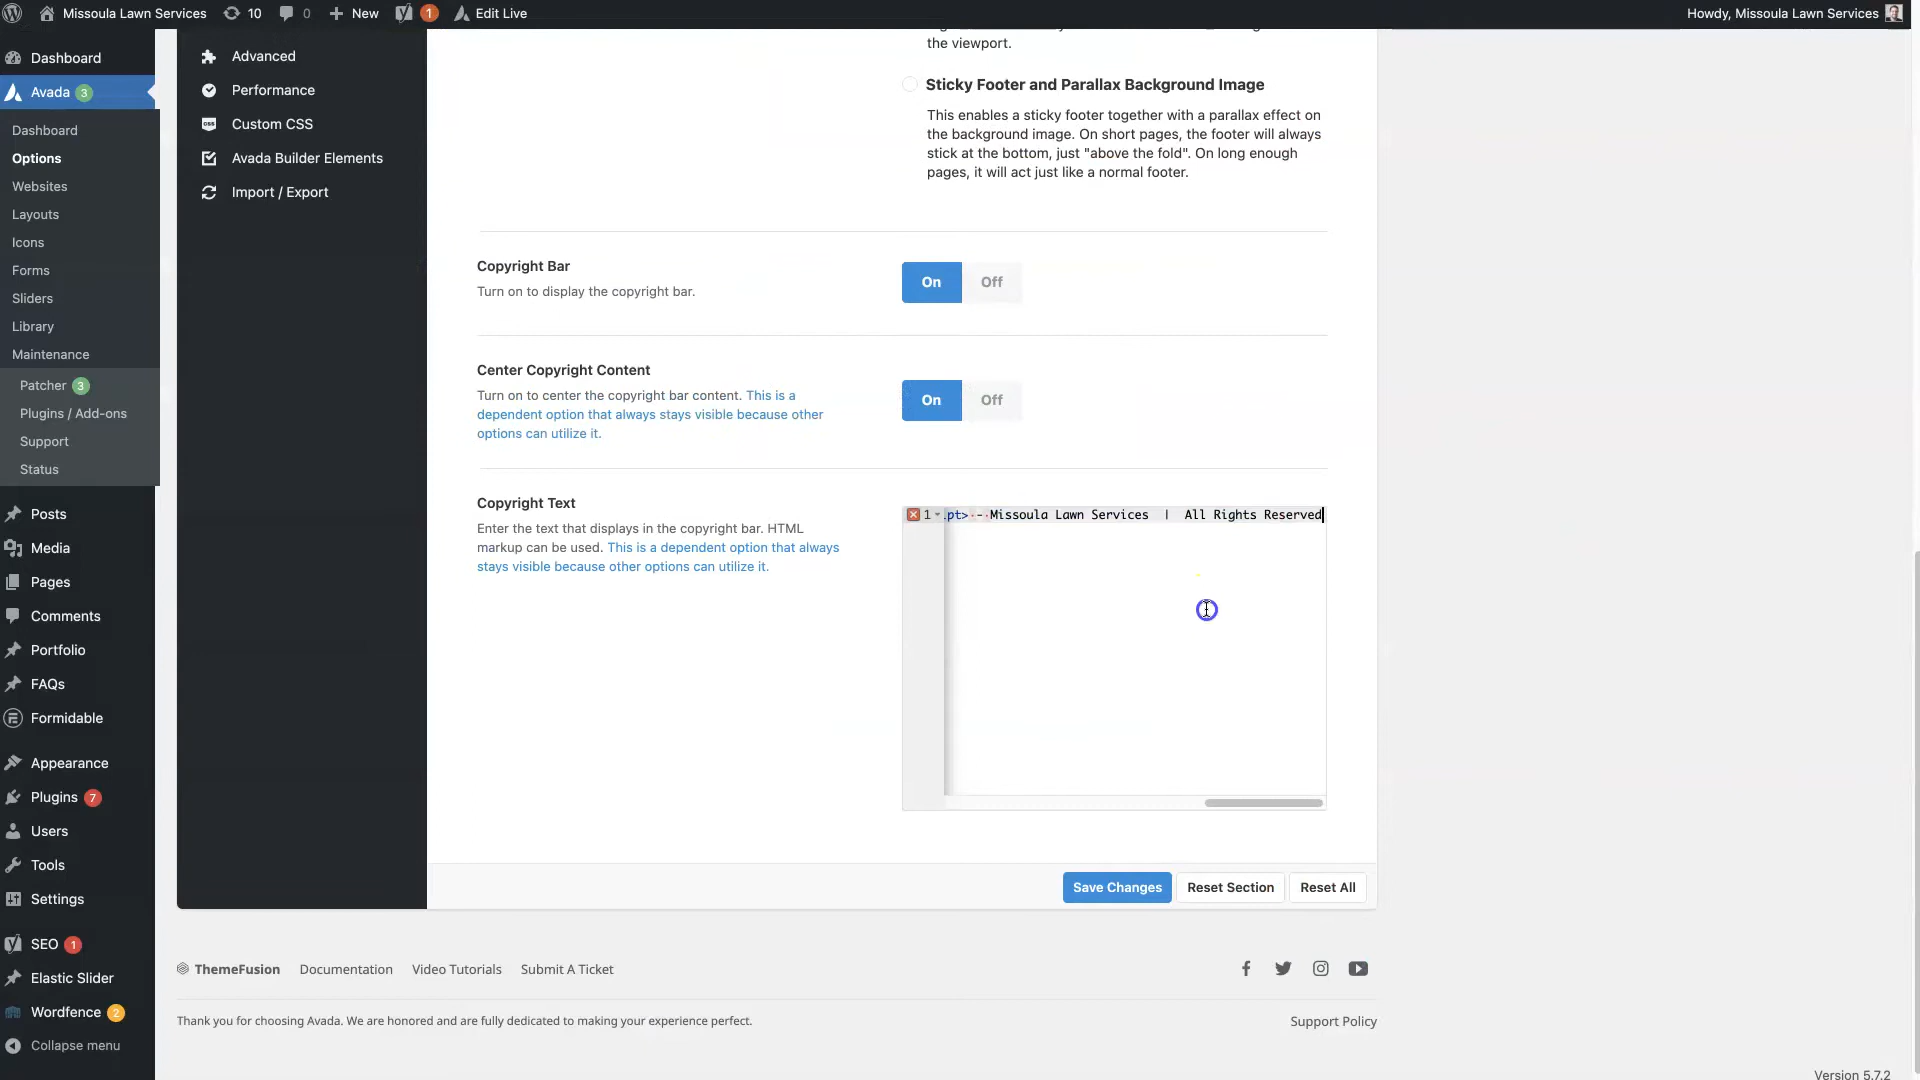 Missoula Lawn Services
10
0
New
1
Edit Live
Howdy, Missoula Lawn Services
Dashboard
Avada 3
Dashboard
Options
Websites
Layouts
Icons
Forms
Sliders
Library
Maintenance
Patcher 3
Plugins / Add-ons
Support
Status
Posts
Media
Pages
Comments
Portfolio
FAQs
Formidable
Appearance
Plugins 7
Users
Tools
Settings
SEO 1
Elastic Slider
Wordfence 2
Collapse menu
Advanced
Performance
Custom CSS
Avada Builder Elements
Import / Export
the viewport.
Sticky Footer and Parallax Background Image
This enables a sticky footer together with a parallax effect on
the background image. On short pages, the footer will always
stick at the bottom, just "above the fold". On long enough
pages, it will act just like a normal footer.
Copyright Bar
Turn on to display the copyright bar.
On Off
Center Copyright Content
Turn on to center the copyright bar content. This is a
dependent option that always stays visible because other
options can utilize it.
On Off
Copyright Text
Enter the text that displays in the copyright bar. HTML
markup can be used. This is a dependent option that always
stays visible because other options can utilize it.
1 pt> - Missoula Lawn Services | All Rights Reserved
Save Changes
Reset Section
Reset All
ThemeFusion
Documentation
Video Tutorials
Submit A Ticket
Thank you for choosing Avada. We are honored and are fully dedicated to making your experience perfect.
Support Policy
Version 5.7.2